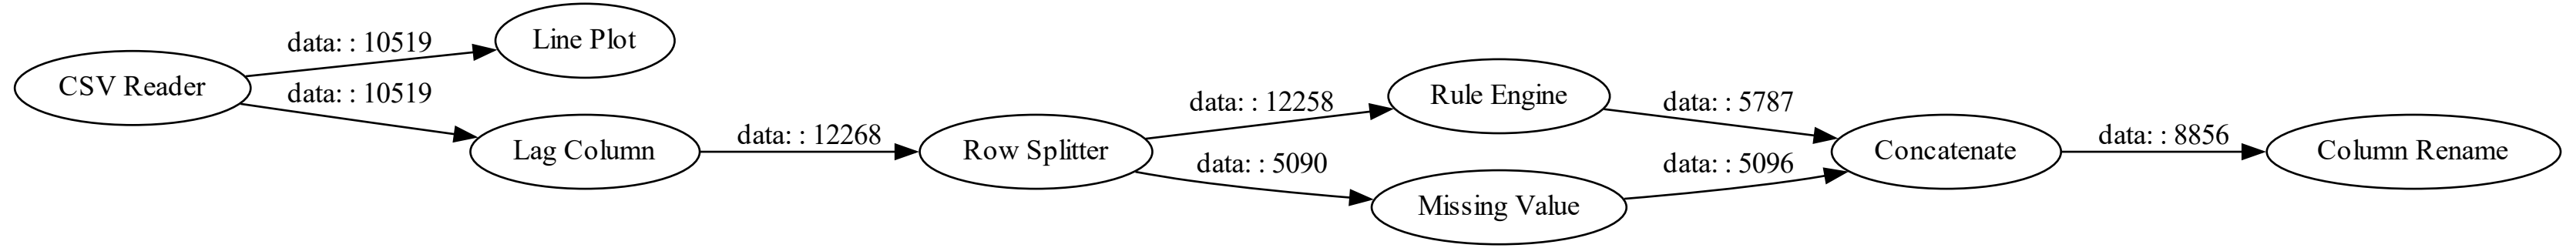 CSV Reader
data: : 10519
Line Plot
data: : 10519
Lag Column
data: : 12268
Row Splitter
data: : 12258
Rule Engine
data: : 5787
data: : 5090
Missing Value
data: : 5096
Concatenate
data: : 8856
Column Rename